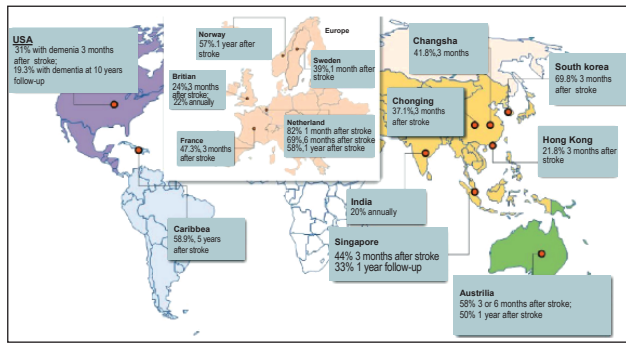 USA
31% with demenia 3 months
after stroke;
19.3% with dementia at 10 years
follow-up
Norway
57%.1 year after
stroke
Europe
Sweden
39%,1 month after
stroke
Britian
24%3 months
after stroke;
22% annually
Netherland
82% 1 month after stroke
69%,6 months after stroke
58%,1 year after stroke
France
47.3%,3 months
after stroke
Changsha
41.8%,3 months
South korea
69.8% 3 months
after stroke
Chonging
37.1%,3 months
after stroke
Hong Kong
21.8% 3 months after
stroke
India
20% annually
Caribbea
58.9%, 5 years
after stroke
Singapore
44% 3 months after stroke
33% 1 year follow-up
Austrilia
58% 3 or 6 months after stroke;
50% 1 year after stroke